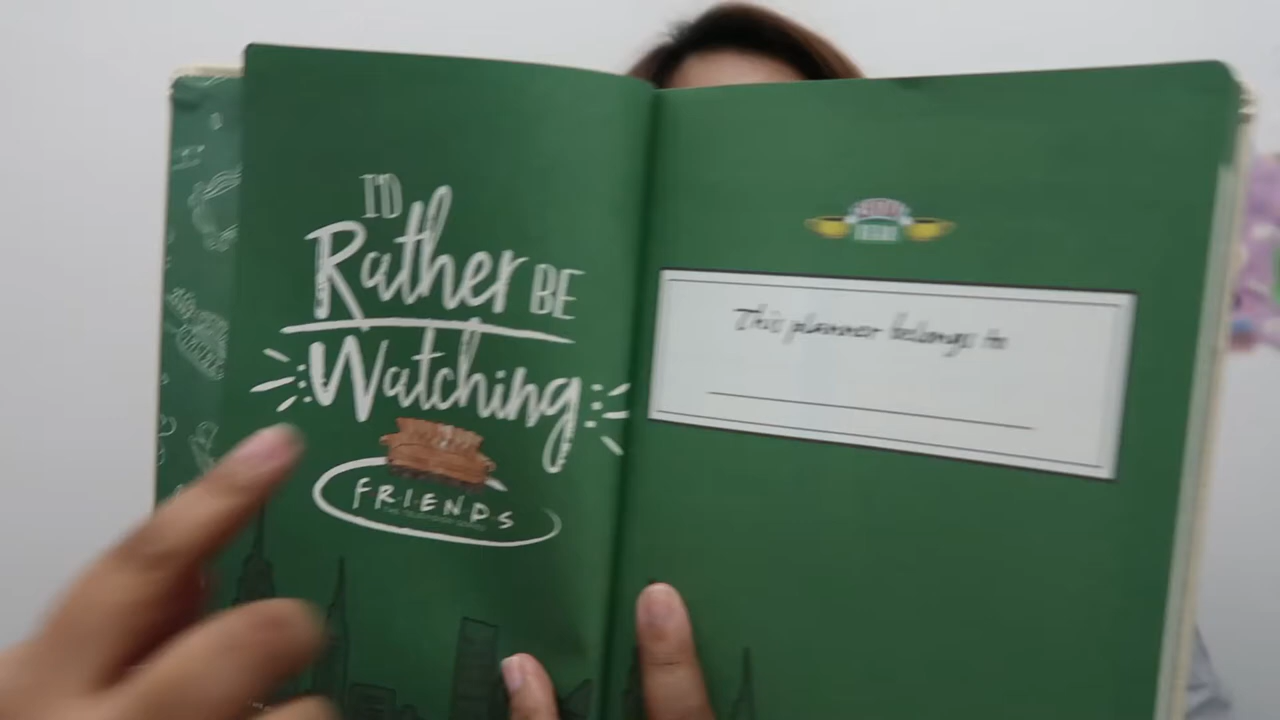 I'D
Rather BE
Watching
FRIENDS
This planner belongs to